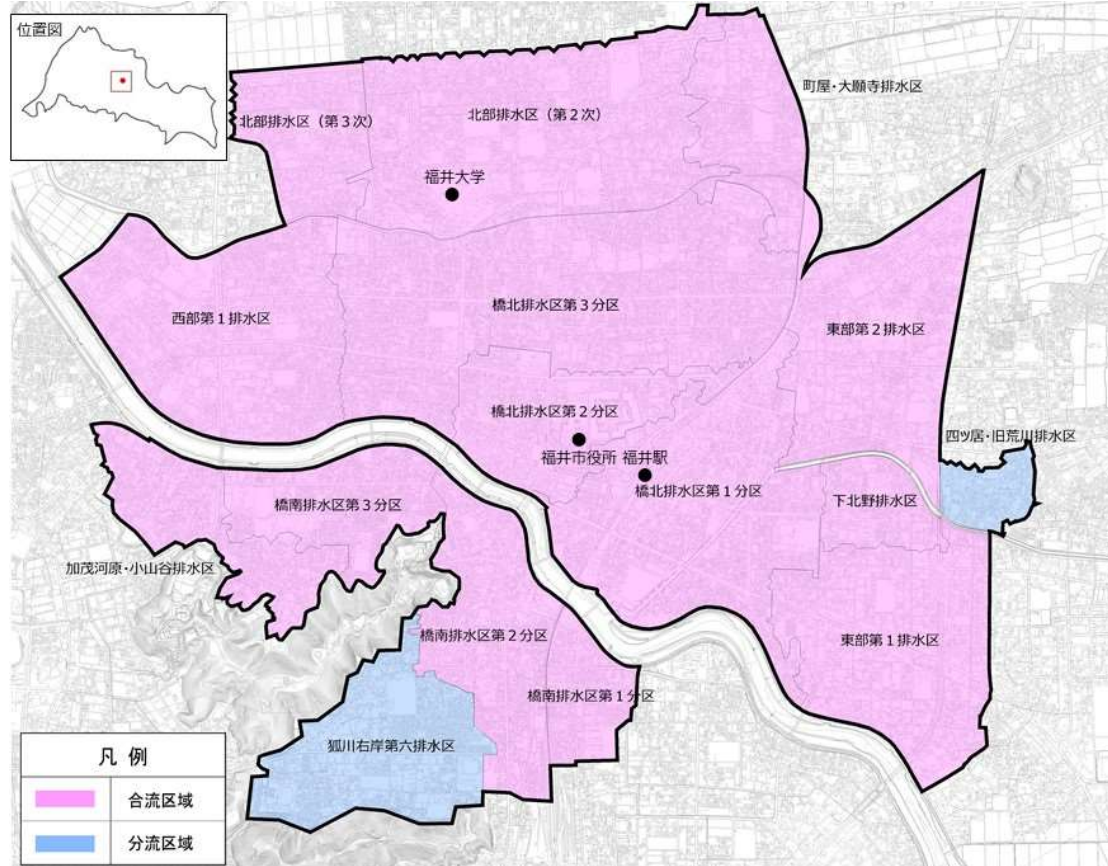 位置図
町屋・大願寺排水区
北部排水区（第３次）
北部排水区（第２次）
福井大学
橋北排水区第３分区
西部第１排水区
東部第２排水区
橋北排水区第２分区
四ツ居・旧荒川排水区
福井市役所
福井駅
橋北排水区第１分区
下北野排水区
橋南排水区第３分区
加茂河原・小山谷排水区
橋南排水区第２分区
東部第１排水区
橋南排水区第１分区
狐川右岸第六排水区
凡 例
合流区域
分流区域